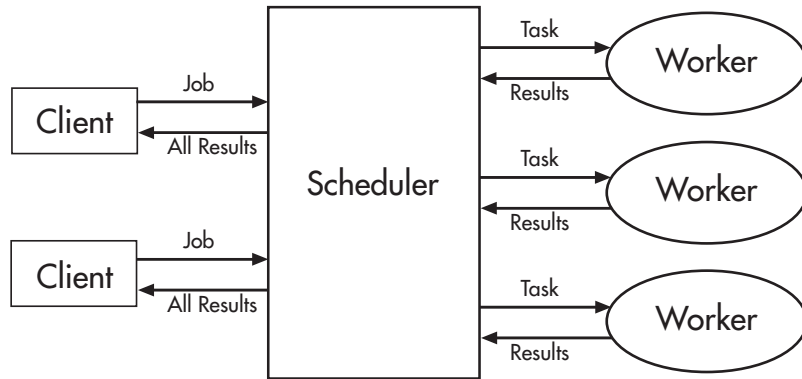 Job
Client
All Results
Job
Client
All Results
Scheduler
Task
Worker
Results
Task
Worker
Results
Task
Worker
Results